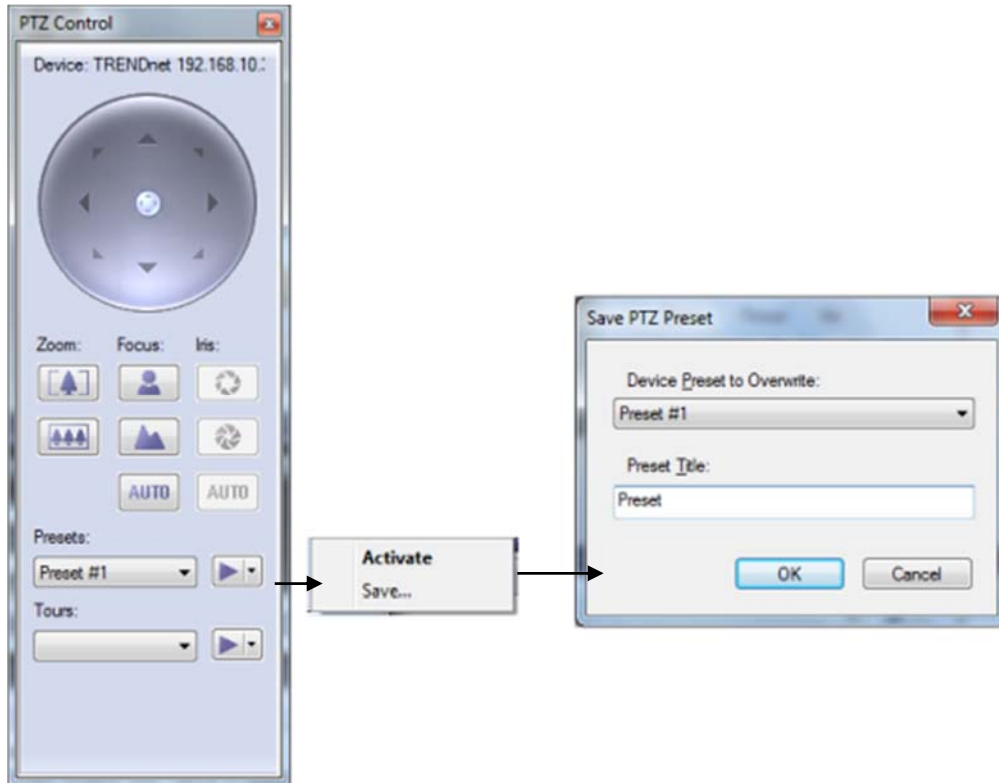 PTZ Control
Device: TRENDnet 192.168.10.
Zoom: Focus: Iris:
AUTO AUTO
Presets:
Preset #1
Tours:
Activate
Save...
Save PTZ Preset
Device Preset to Overwrite:
Preset #1
Preset Title:
Preset
OK Cancel